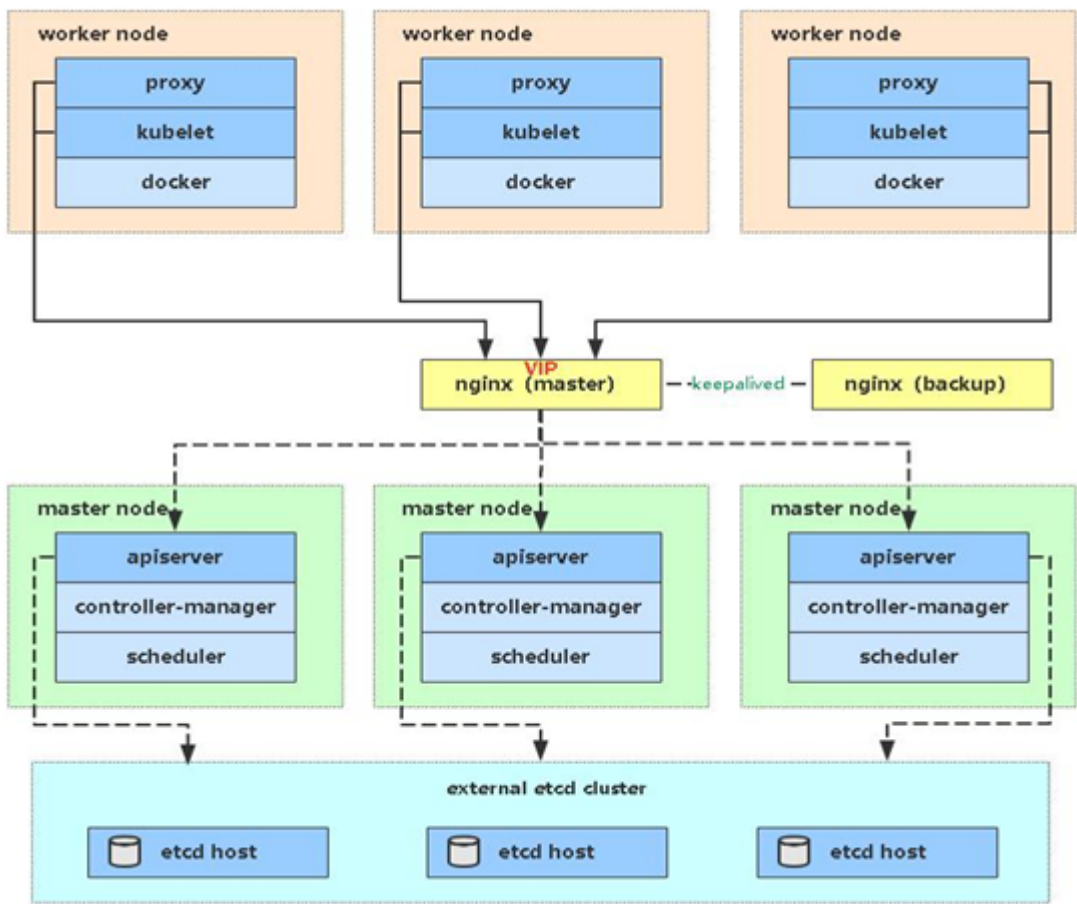 worker node
worker node
worker node
proxy
proxy
proxy
kubelet
kubelet
kubelet
docker
docker
docker
VIP
nginx (master)
keepalived
nginx (backup)
master node
master node
master node
apiserver
apiserver
apiserver
controller-manager
controller-manager
controller-manager
scheduler
scheduler
scheduler
external etcd cluster
etcd host
etcd host
etcd host